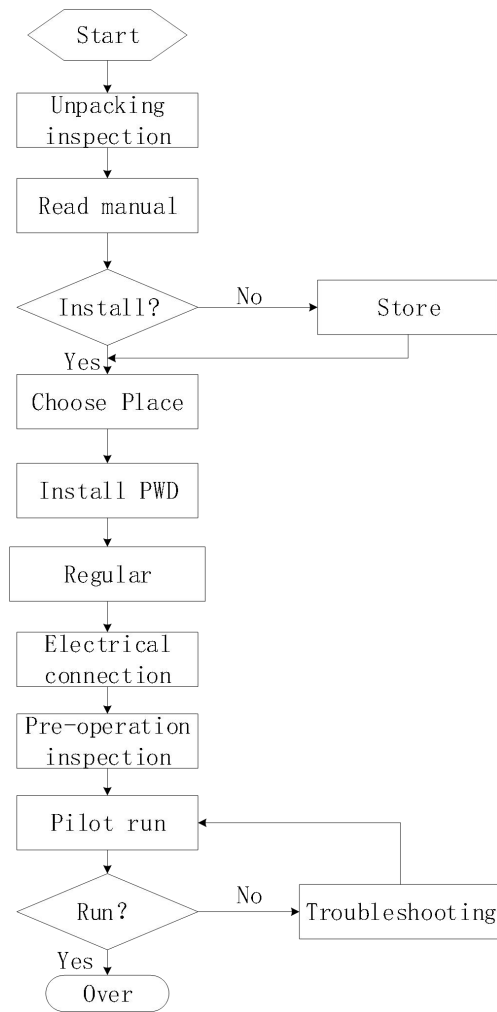 Start
Unpacking
inspection
Read manual
Install?
No
Store
Yes
Choose Place
Install PWD
Regular
Electrical
connection
Pre-operation
inspection
Pilot run
Run?
No
Troubleshooting
Yes
Over